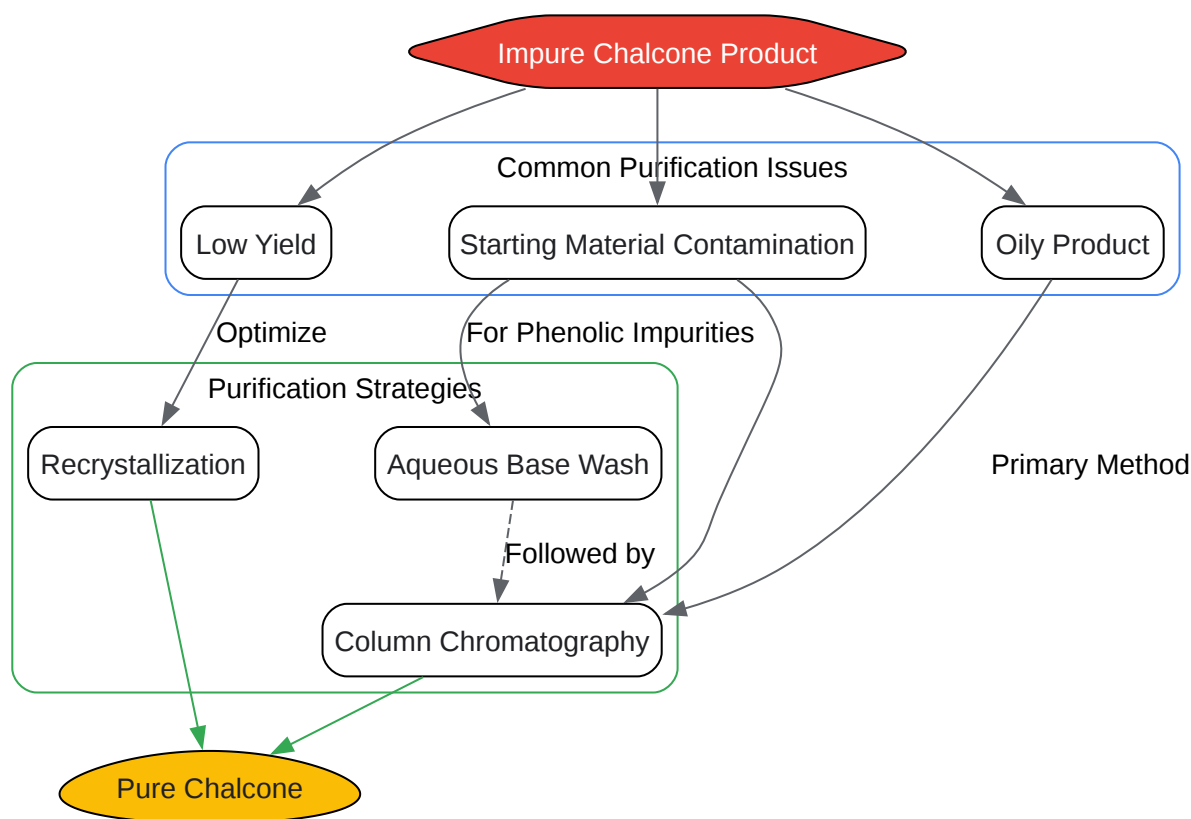 Impure Chalcone Product
Common Purification Issues
Low Yield
Starting Material Contamination
Oily Product
Optimize
For Phenolic Impurities
Purification Strategies
Recrystallization
Aqueous Base Wash
Primary Method
Followed by
Column Chromatography
Pure Chalcone